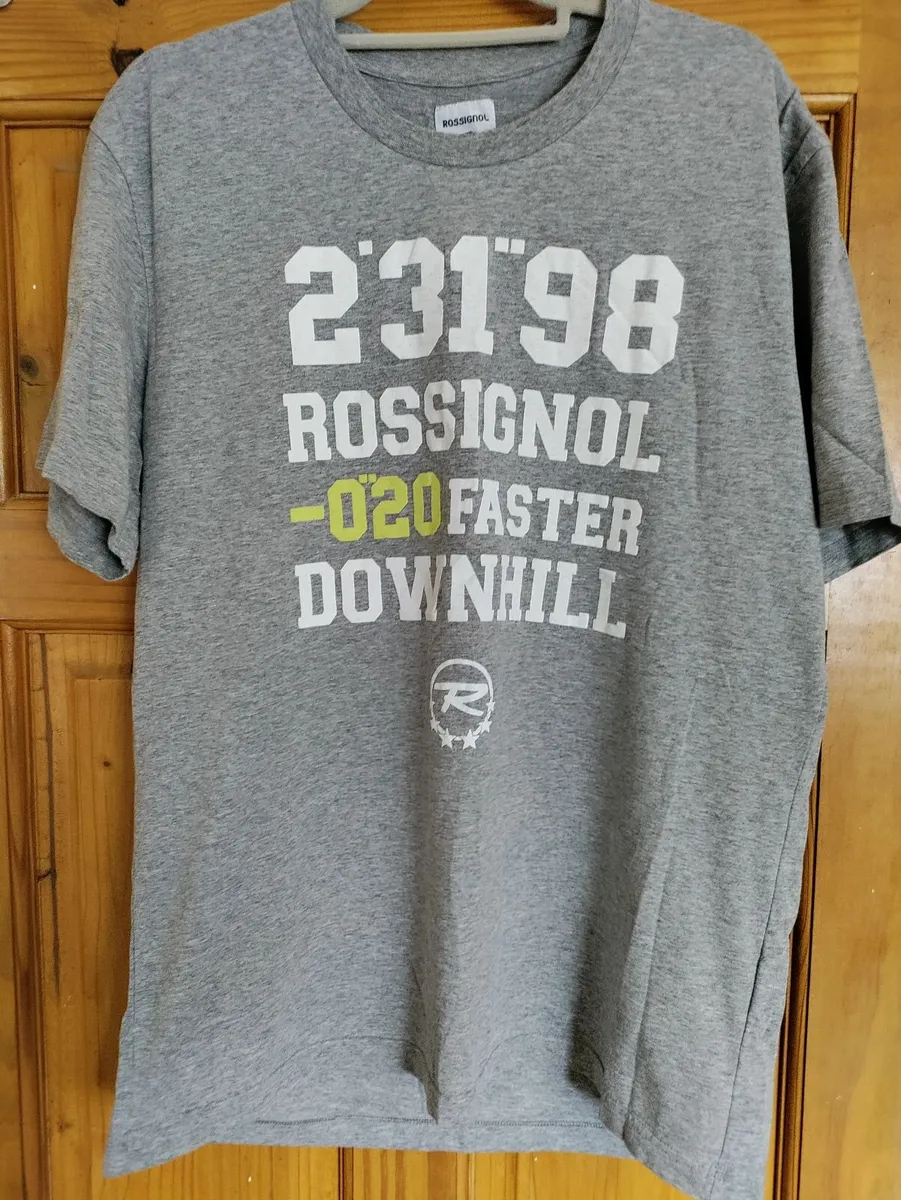 ROSSIGNOL
2'31"98
ROSSIGNOL
-0"20 FASTER
DOWNHILL
R